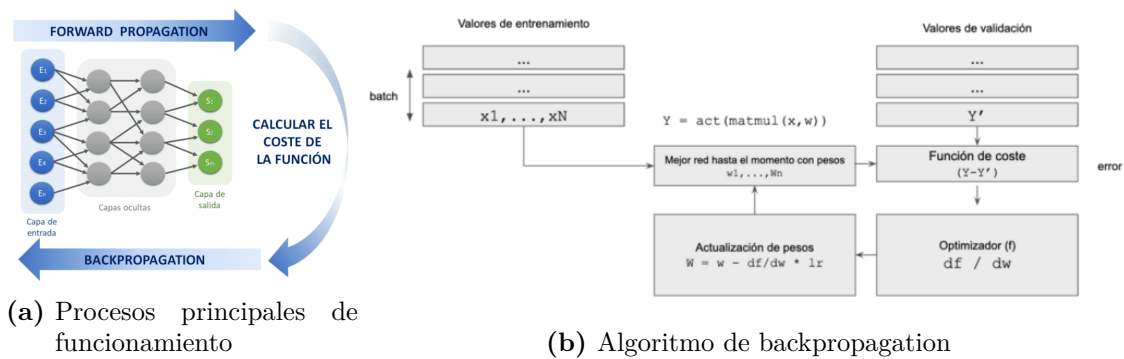 FORWARD PROPAGATION
E1
E2
E3
E4
En
S1
S2
Sm
Capa de
entrada
Capas ocultas
Capa de
salida
CALCULAR EL
COSTE DE
LA FUNCIÓN
BACKPROPAGATION
(a) Procesos principales de
funcionamiento
Valores de entrenamiento
...
...
x1,...,xN
batch
Y = act(matmul(x,w))
Mejor red hasta el momento con pesos
w1,...,Wn
Actualización de pesos
W = w - df/dw * lr
Valores de validación
...
...
Y'
Función de coste
(Y-Y')
error
Optimizador (f)
df / dw
(b) Algoritmo de backpropagation